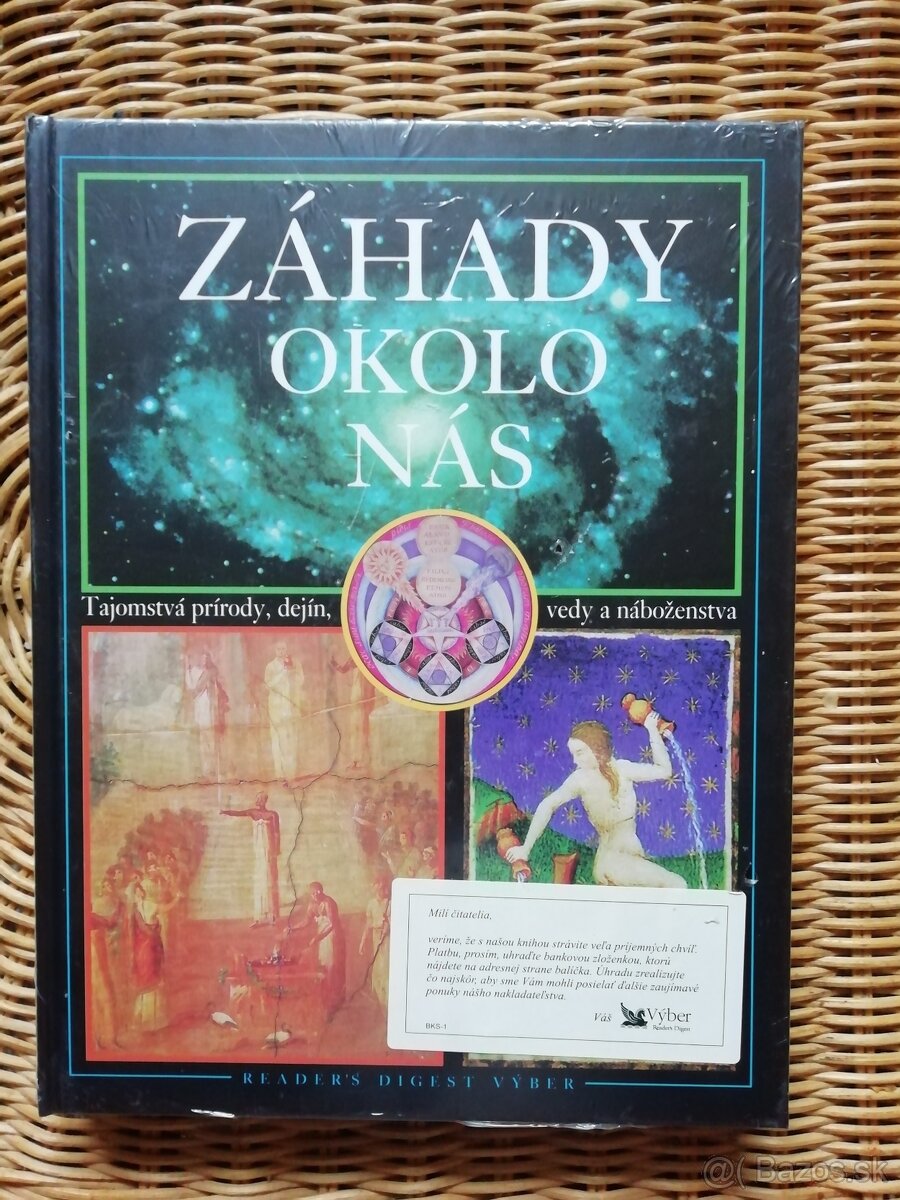 ZÁHADY
OKOLO
NÁS
Tajomstvá prírody, dejín,
vedy a náboženstva
Milí čitatelia,
veríme, že s našou knihou strávite veľa príjemných chvíľ.
Platbu, prosím, uhraďte bankovou zloženkou, ktorú
nájdete na adresnej strane balíčka. Úhradu zrealizujte
čo najskôr, aby sme Vám mohli posielať ďalšie zaujímavé
ponuky nášho nakladateľstva.
Váš Výber
Reader's Digest
BKS-1
READER'S DIGEST VÝBER
@( Bazos.sk